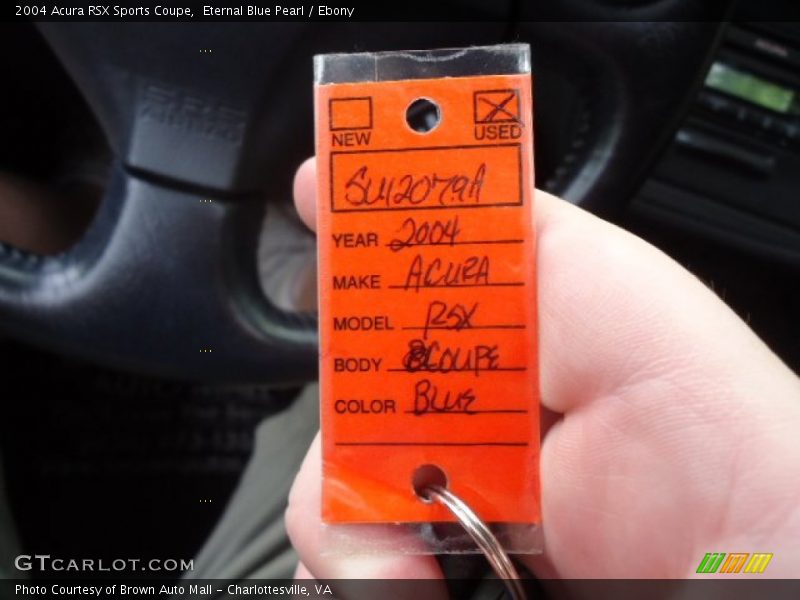 2004 Acura RSX Sports Coupe, Eternal Blue Pearl / Ebony
NEW USED
SU12079A
YEAR 2004
MAKE ACURA
MODEL RSX
BODY COUPE
COLOR BLUE
GTCARLOT.COM
Photo Courtesy of Brown Auto Mall - Charlottesville, VA